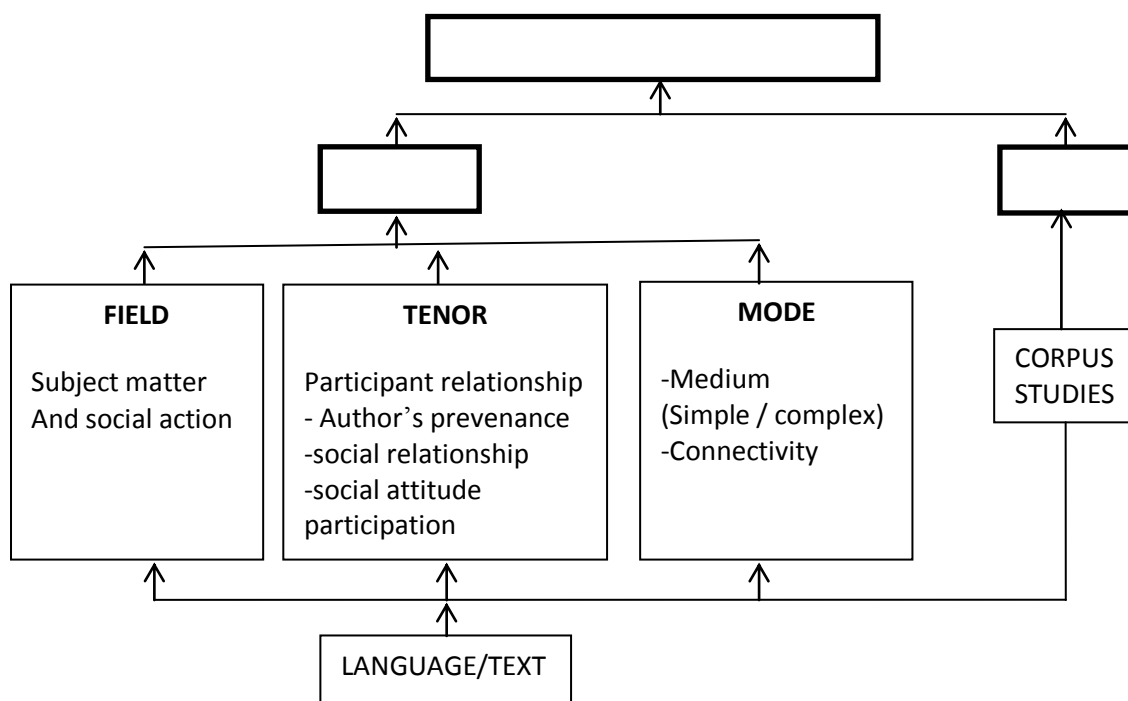 FIELD
Subject matter
And social action
TENOR
Participant relationship
- Author’s prevenance
-social relationship
-social attitude
participation
MODE
-Medium
(Simple / complex)
-Connectivity
CORPUS
STUDIES
LANGUAGE/TEXT